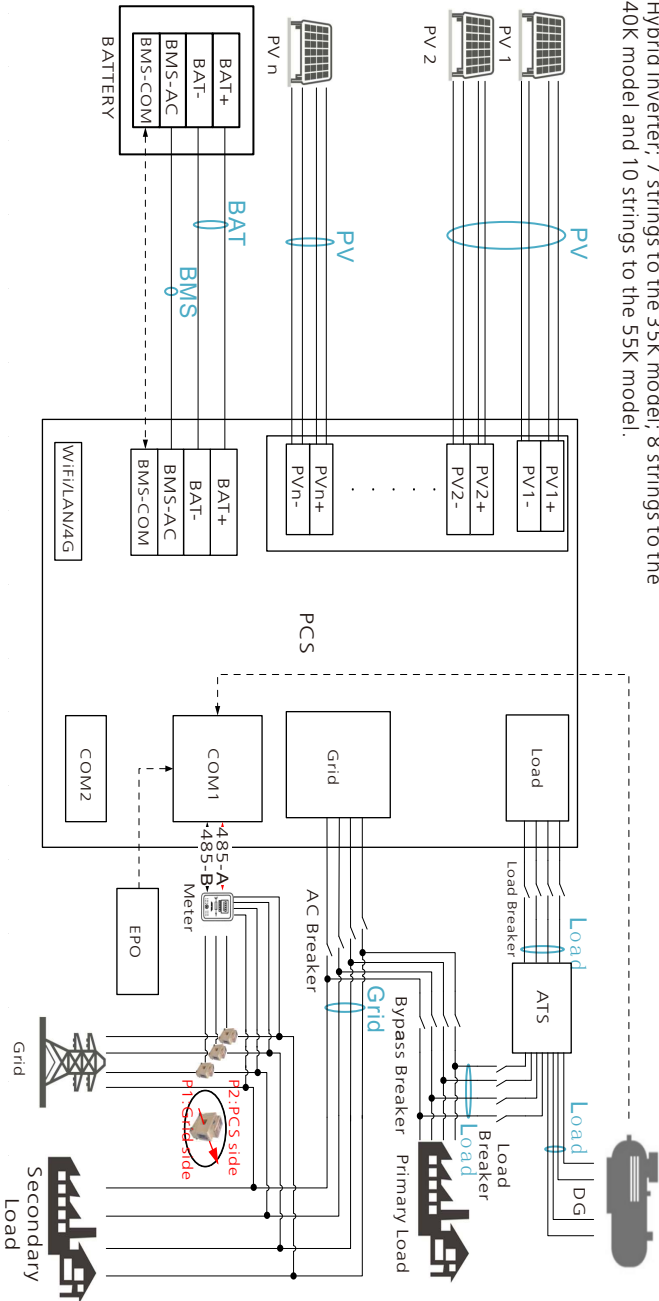 Hybrid inverter; 7 strings to the 35K model; 8 strings to the
40K model and 10 strings to the 55K model.
PV 1
PV 2
PV n
PV
PV
BATTERY
BAT+
BAT-
BMS-AC
BMS-COM
BAT
BMS
PV1+
PV1-
PV2+
PV2-
. . . . .
PVn+
PVn-
BAT+
BAT-
BMS-AC
BMS-COM
WiFi/LAN/4G
PCS
Load
Grid
COM1
COM2
485-A
485-B
Meter
EPO
Load Breaker
Load
ATS
Load
DG
AC Breaker
Grid
Bypass Breaker
Load
Load
Breaker
Primary Load
P2:PCS side
P1:Grid side
Grid
Secondary
Load